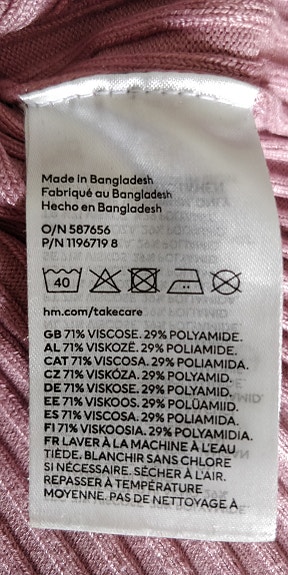 Made in Bangladesh
Fabriqué au Bangladesh
Hecho en Bangladesh
O/N 587656
P/N 1196719 8
40
hm.com/takecare
GB 71% VISCOSE. 29% POLYAMIDE.
AL 71% VISKOZË. 29% POLIAMIDE.
CAT 71% VISCOSA. 29% POLIAMIDA.
CZ 71% VISKÓZA. 29% POLYAMID.
DE 71% VISKOSE. 29% POLYAMID.
EE 71% VISKOOS. 29% POLÜAMIID.
ES 71% VISCOSA. 29% POLIAMIDA.
FI 71% VISKOOSIA. 29% POLYAMIDIA.
FR LAVER À LA MACHINE À L'EAU
TIÈDE. BLANCHIR SANS CHLORE
SI NÉCESSAIRE. SÉCHER À L'AIR.
REPASSER À TEMPÉRATURE
MOYENNE. PAS DE NETTOYAGE À